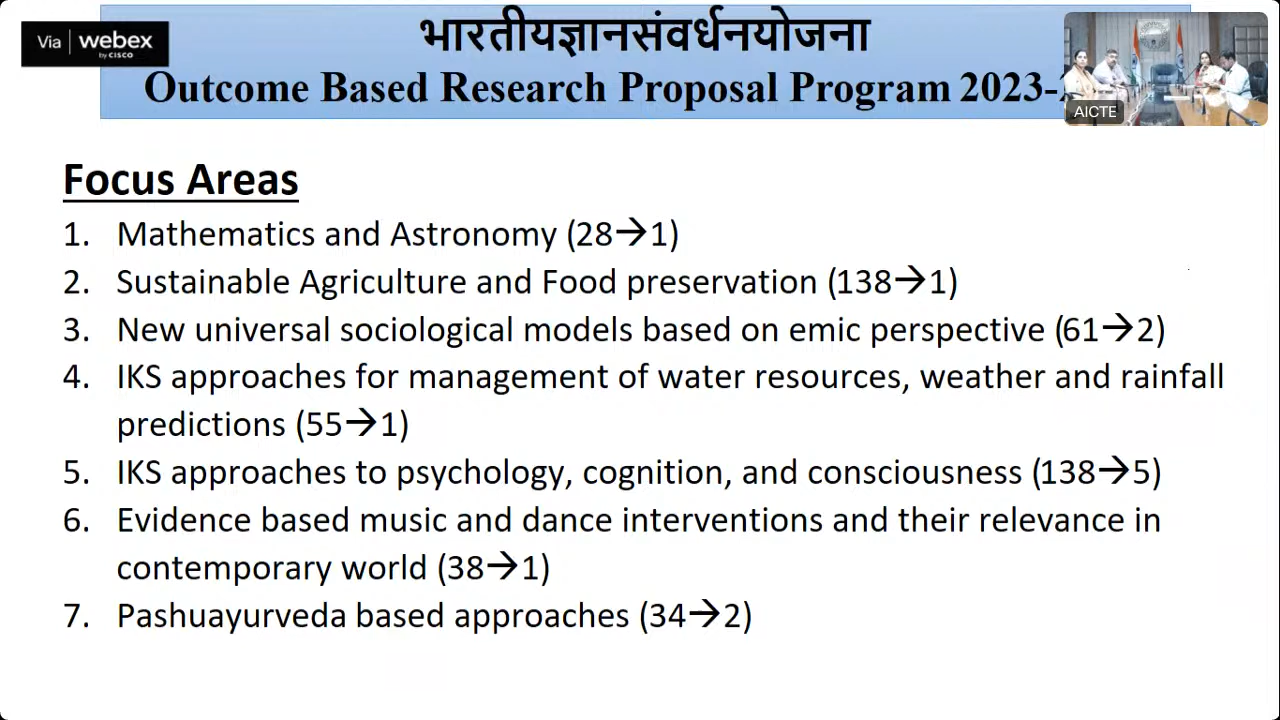 Via webex
by CISCO
भारतीयज्ञानसंवर्धनयोजना
Outcome Based Research Proposal Program 2023-
AICTE
Focus Areas
1. Mathematics and Astronomy (28→1)
2. Sustainable Agriculture and Food preservation (138→1)
3. New universal sociological models based on emic perspective (61→2)
4. IKS approaches for management of water resources, weather and rainfall
predictions (55→1)
5. IKS approaches to psychology, cognition, and consciousness (138→5)
6. Evidence based music and dance interventions and their relevance in
contemporary world (38→1)
7. Pashuayurveda based approaches (34→2)